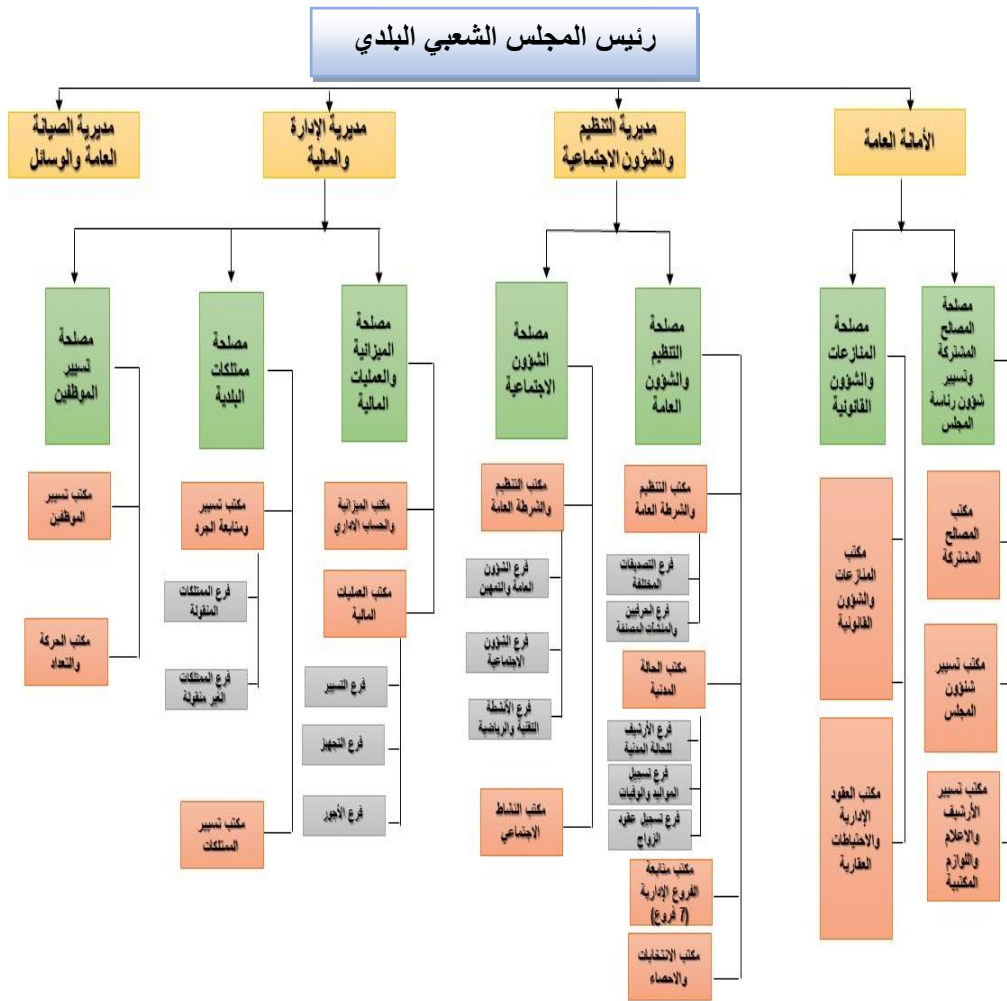 رئيس المجلس الشعبي البلدي
الأمانة العامة
مديرية التنظيم
والشؤون الاجتماعية
مديرية الإدارة
والمالية
مديرية الصيانة
العامة والوسائل
مصلحة
المصالح
المشتركة
وتسيير
شؤون رئاسة
المجلس
مصلحة
المنازعات
والشؤون
القانونية
مصلحة
التنظيم
والشؤون
العامة
مصلحة
الشؤون
الاجتماعية
مصلحة
الميزانية
والعمليات
المالية
مصلحة
ممتلكات
البلدية
مصلحة
تسيير
الموظفين
مكتب
المصالح
المشتركة
مكتب تسيير
شؤون
المجلس
مكتب تسيير
الأرشيف
والاعلام
واللوازم
المكتبية
مكتب
المنازعات
والشؤون
القانونية
مكتب العقود
الإدارية
والاحتياطات
العقارية
مكتب التنظيم
والشرطة العامة
فرع التصديقات
المختلفة
فرع الحرفيين
والمنشآت المصنفة
مكتب الحالة
المدنية
فرع الأرشيف
للحالة المدنية
فرع تسجيل
المواليد والوفيات
فرع تسجيل عقود
الزواج
مكتب متابعة
الفروع الإدارية
(7 فروع)
مكتب الانتخابات
والاحصاء
مكتب التنظيم
والشرطة العامة
فرع الشؤون
العامة والتمهين
فرع الشؤون
الاجتماعية
فرع الأنشطة
التقنية والرياضية
مكتب النشاط
الاجتماعي
مكتب الميزانية
والحساب الاداري
مكتب العمليات
المالية
فرع التسيير
فرع التجهيز
فرع الأجور
مكتب تسيير
ومتابعة الجرد
فرع الممتلكات
المنقولة
فرع الممتلكات
الغير منقولة
مكتب تسيير
الممتلكات
مكتب تسيير
الموظفين
مكتب الحركة
والتعداد